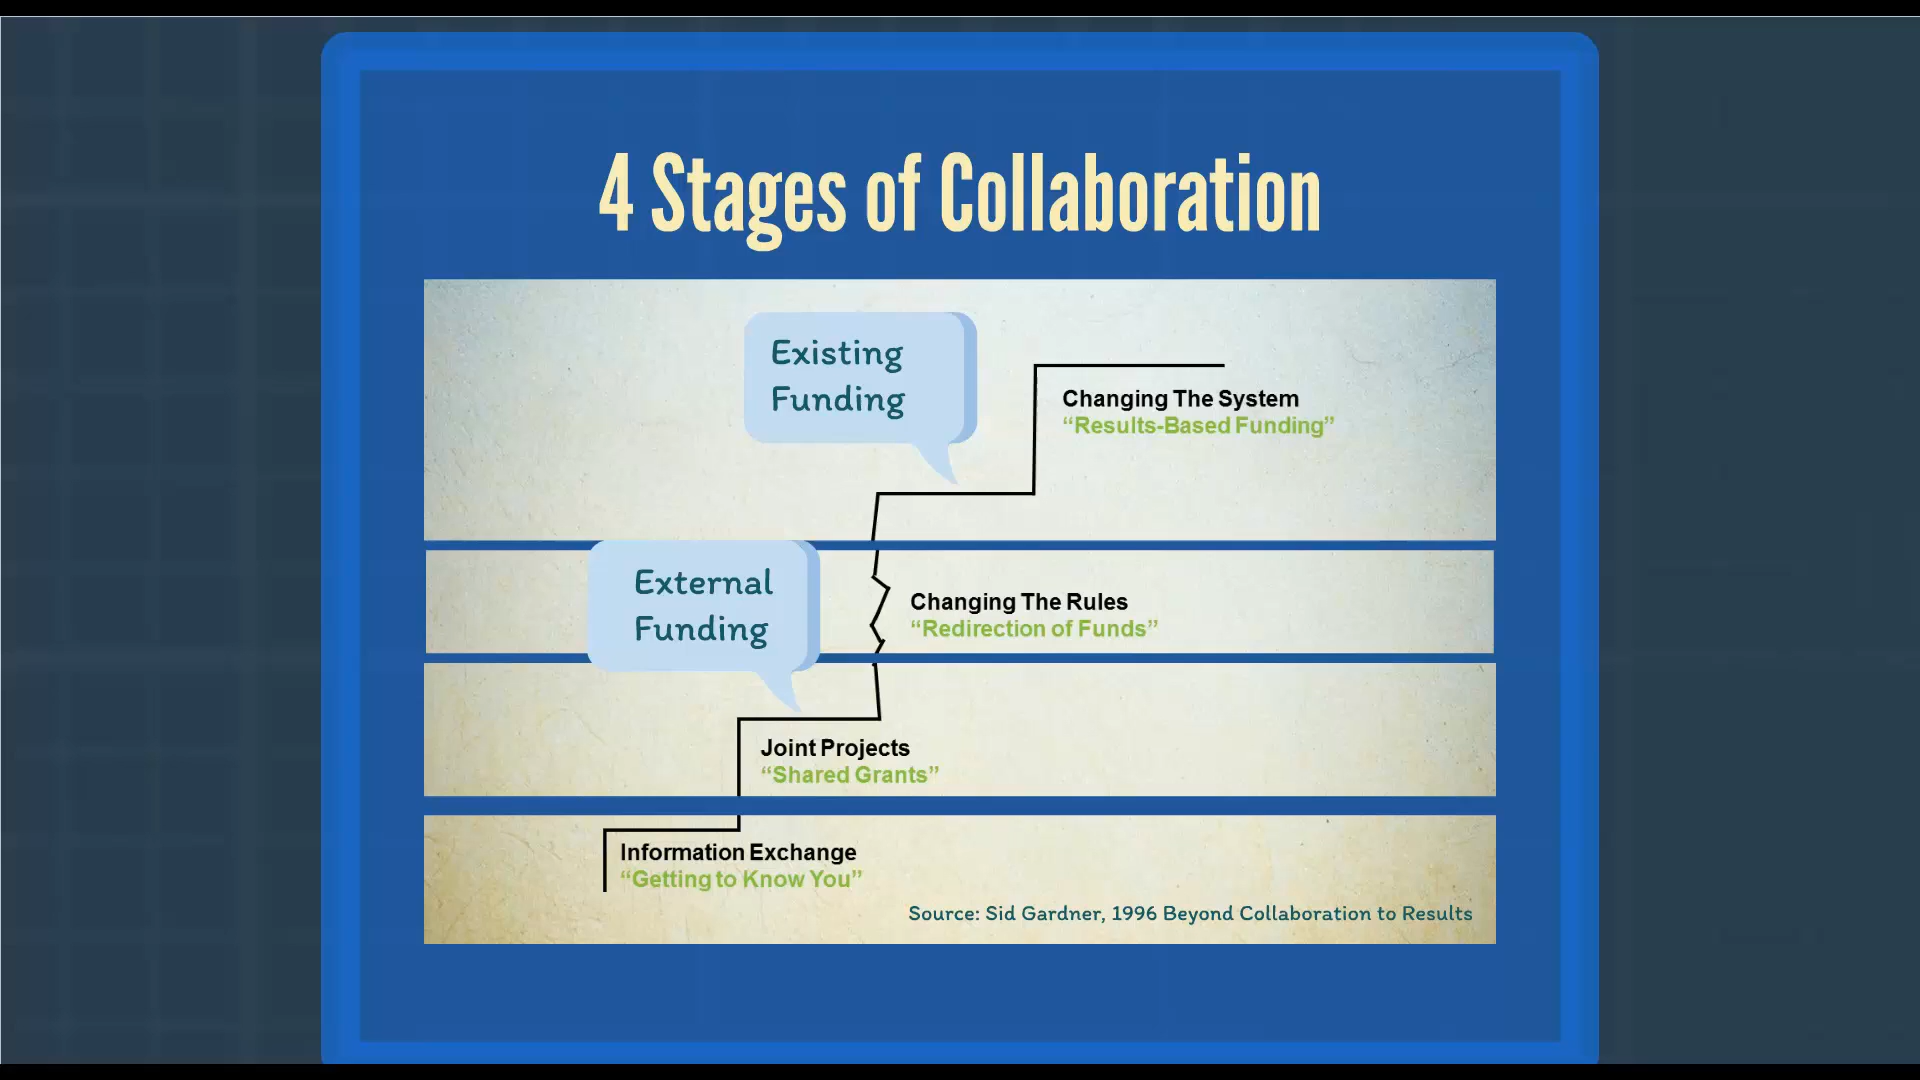 4 Stages of Collaboration
Existing
Funding
Changing The System
“Results-Based Funding”
External
Funding
Changing The Rules
“Redirection of Funds”
Joint Projects
“Shared Grants”
Information Exchange
“Getting to Know You”
Source: Sid Gardner, 1996 Beyond Collaboration to Results